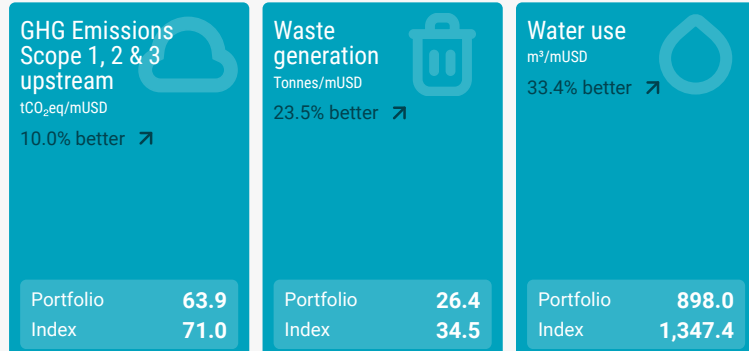 GHG Emissions
Scope 1, 2 & 3
upstream
tCO₂eq/mUSD
10.0% better
Portfolio 63.9
Index 71.0
Waste
generation
Tonnes/mUSD
23.5% better
Portfolio 26.4
Index 34.5
Water use
m³/mUSD
33.4% better
Portfolio 898.0
Index 1,347.4